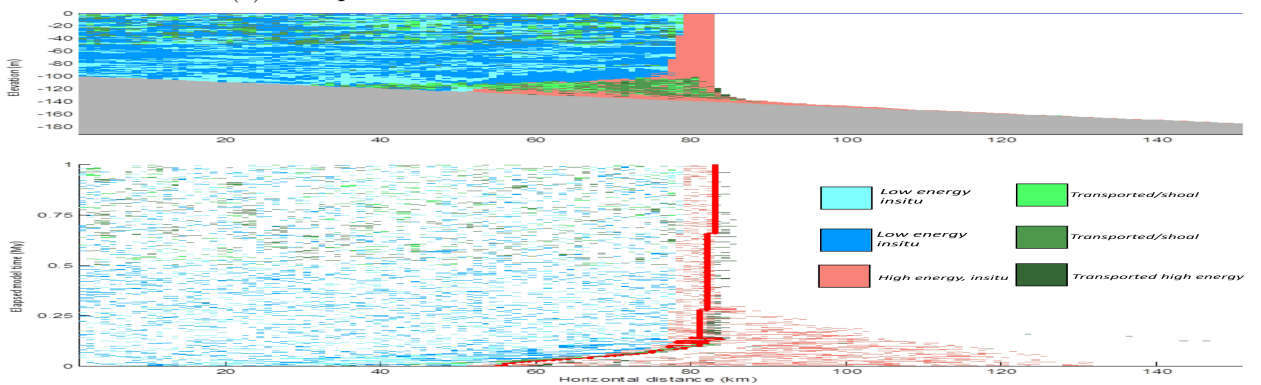 0
-20
-40
-60
-80
-100
-120
-140
-160
-180
Elevation (m)
20 40 60 80 100 120 140
1
0.75
0.5
0.25
0
Elapsed model time (My)
Low energy
insitu
Transported/shoal
Low energy
insitu
Transported/shoal
High energy, insitu
Transported high energy
20 40 60 80 100 120 140
Horizontal distance (km)